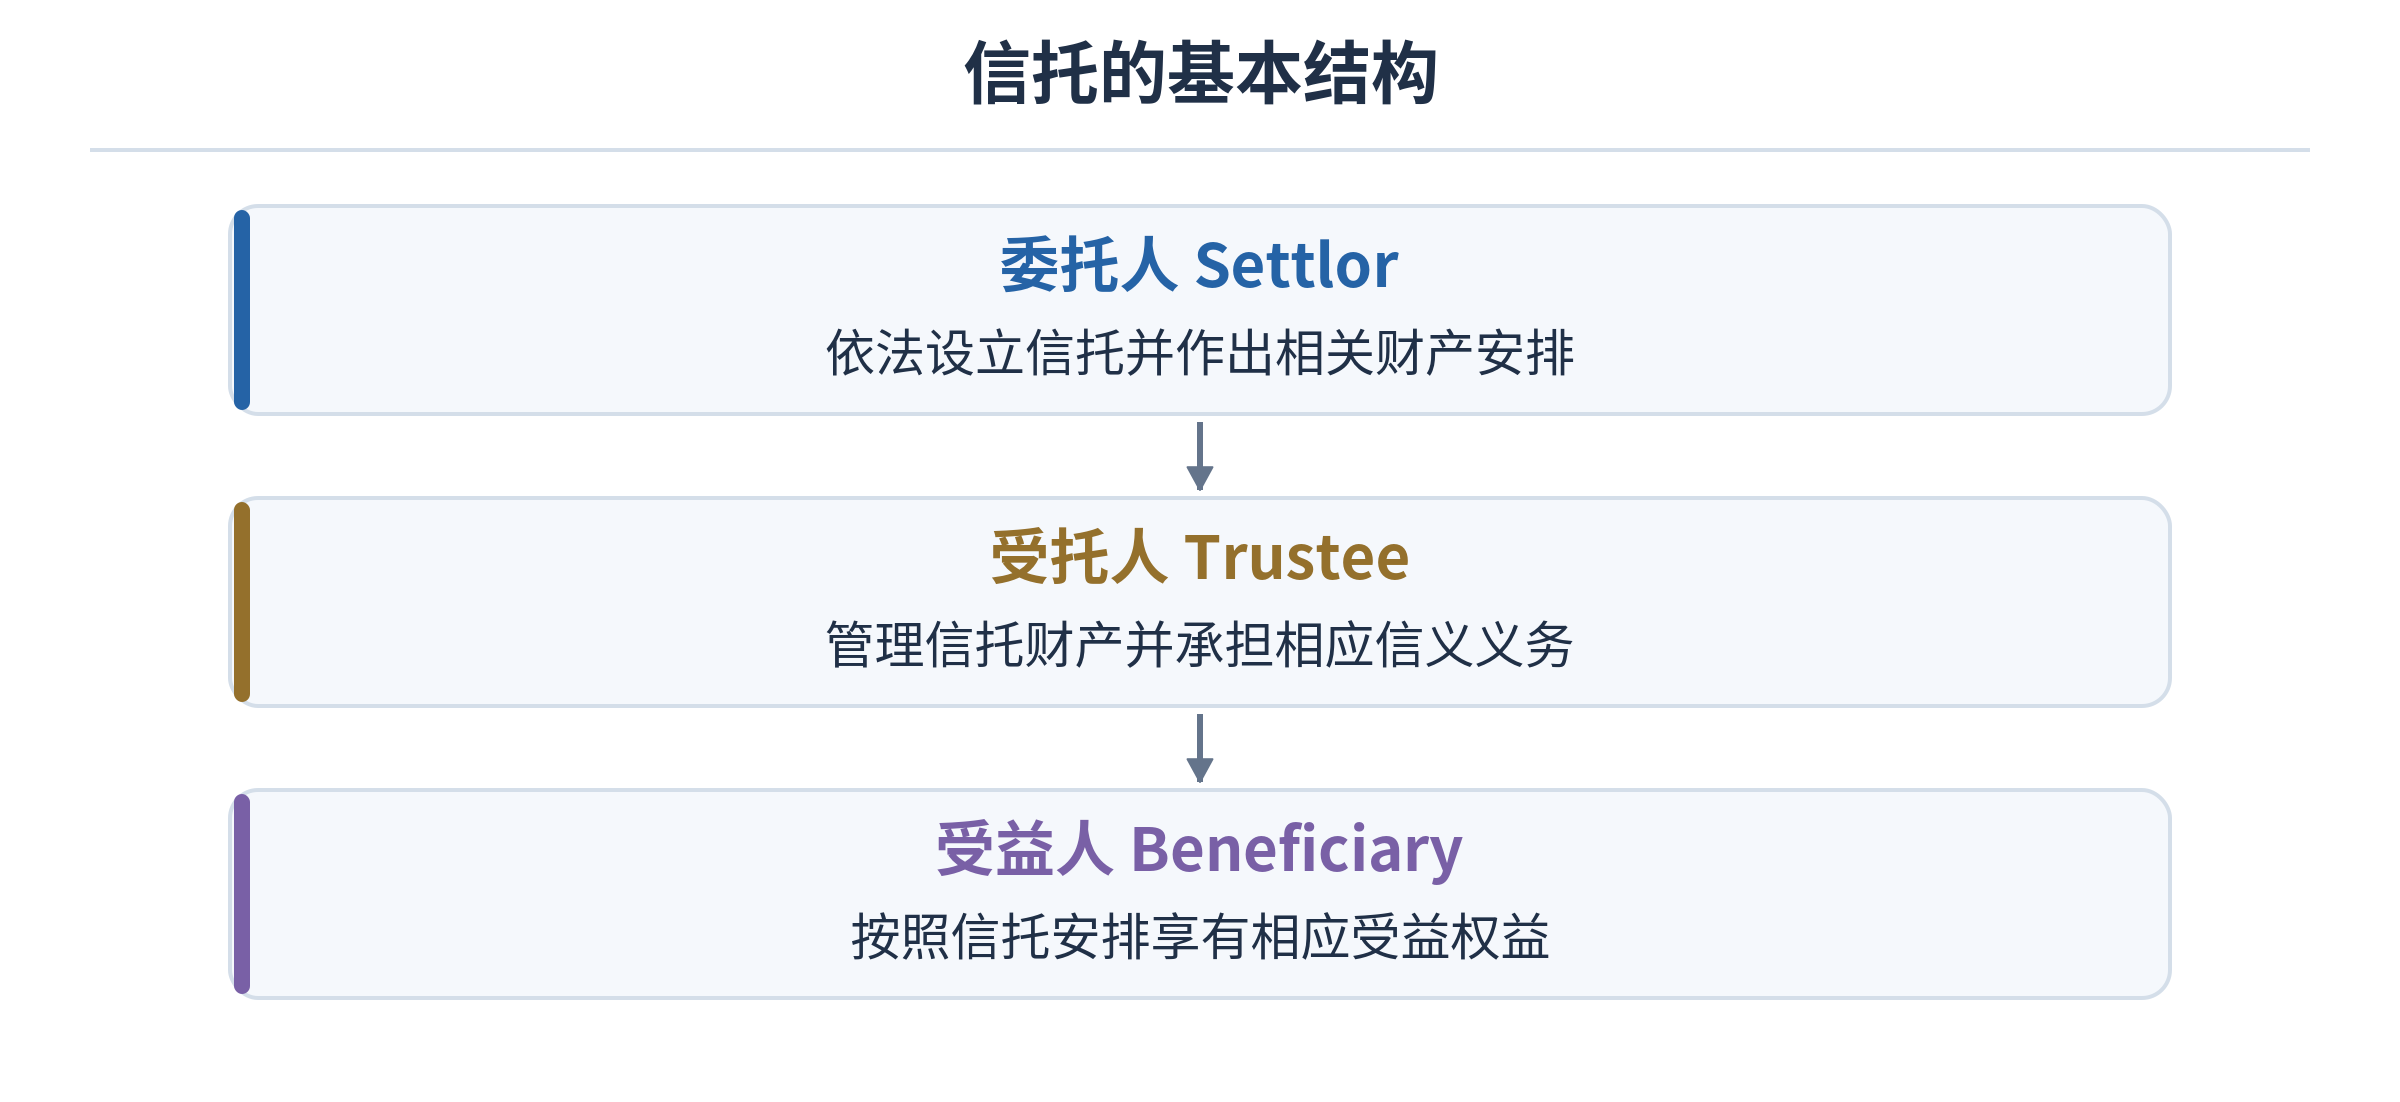 信托的基本结构
委托人 Settlor
依法设立信托并作出相关财产安排
受托人 Trustee
管理信托财产并承担相应信义义务
受益人 Beneficiary
按照信托安排享有相应受益权益